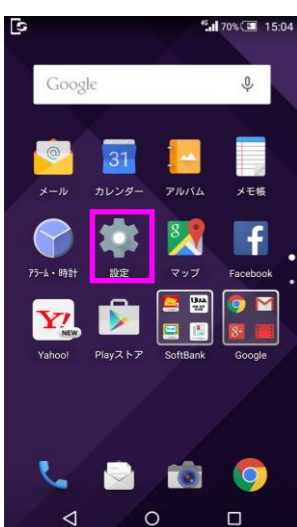 4G 70% 15:04
Google
@ 31
メール カレンダー アルバム メモ帳
8 f
アラーム・時計 設定 マップ Facebook
Y! NEW
Yahoo! Playストア SoftBank Google